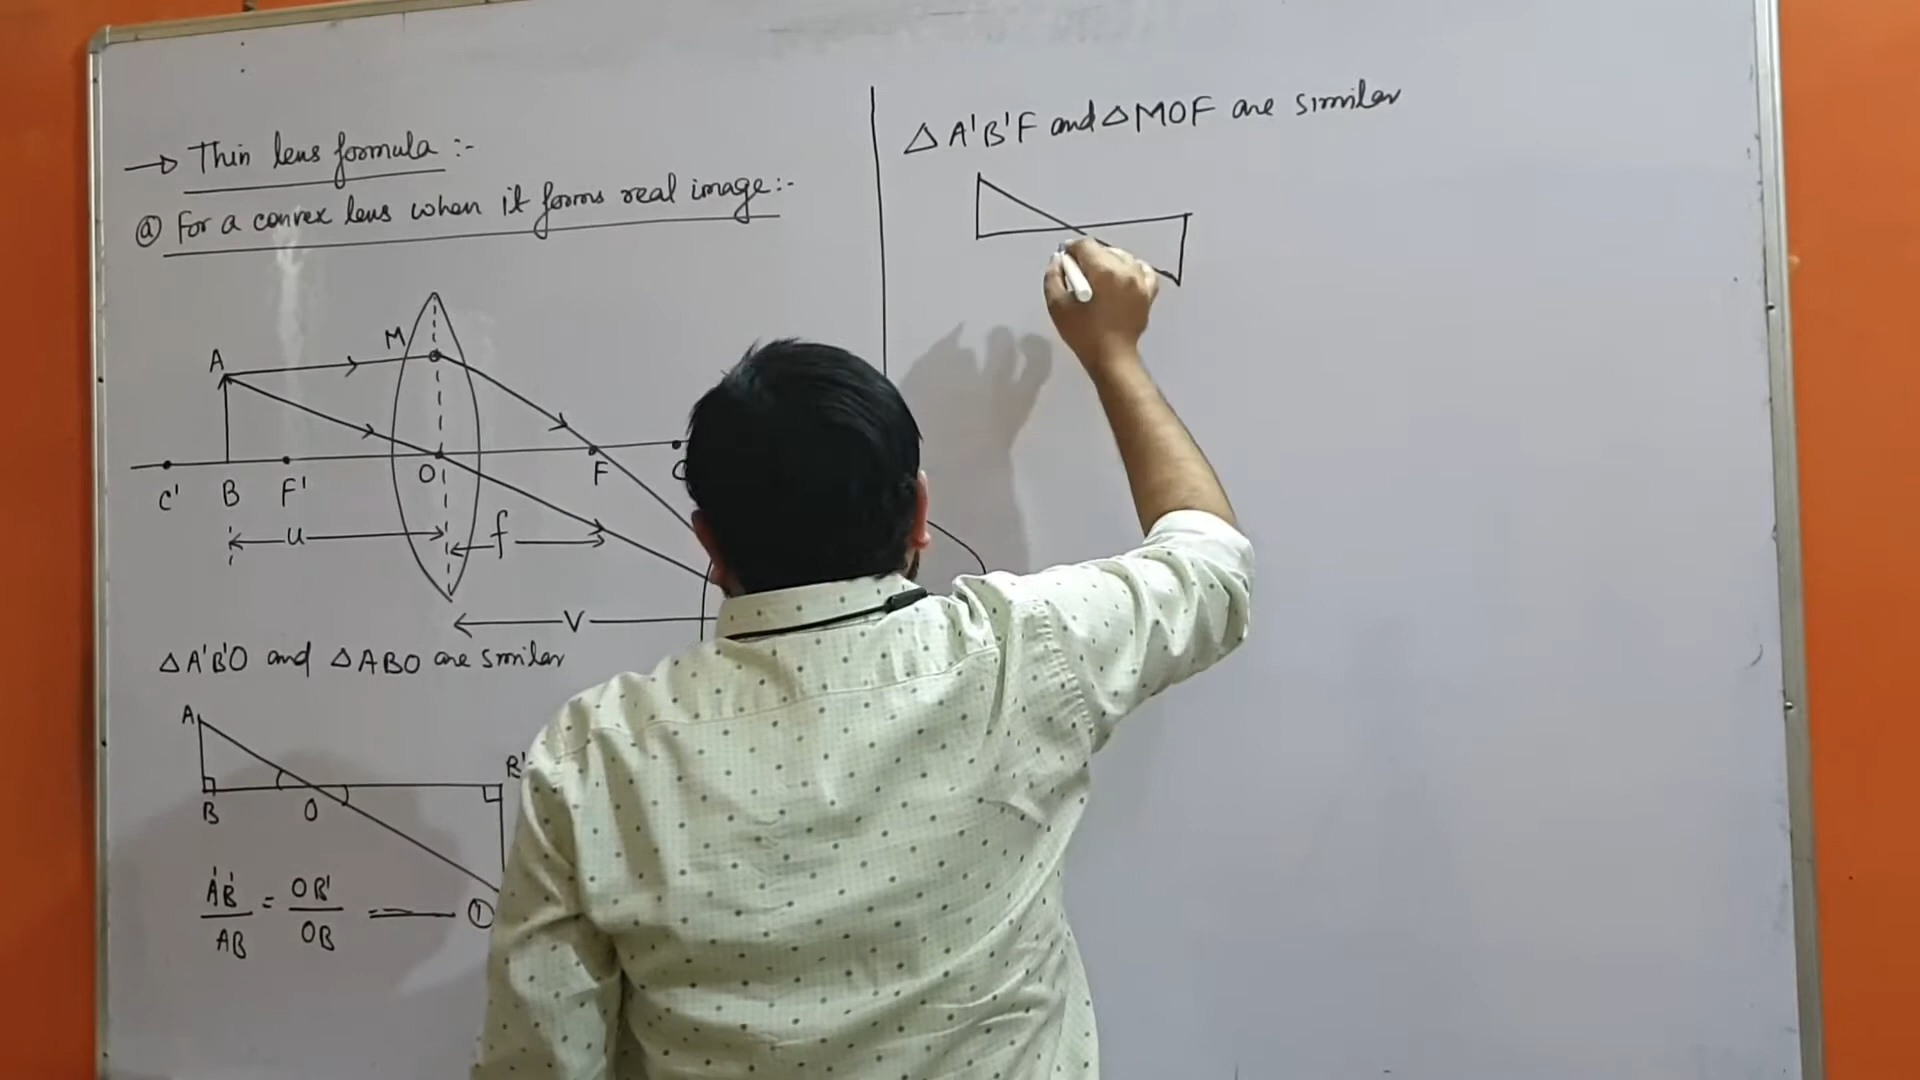 → Thin lens formula :-
ⓐ For a convex lens when it forms real image :-
M
A
C' B F' O F C
u f
v
△A'B'O and △ABO are similar
A
B'
B O
A'B'/AB = OB'/OB —— ①
△ A'B'F and △MOF are similar